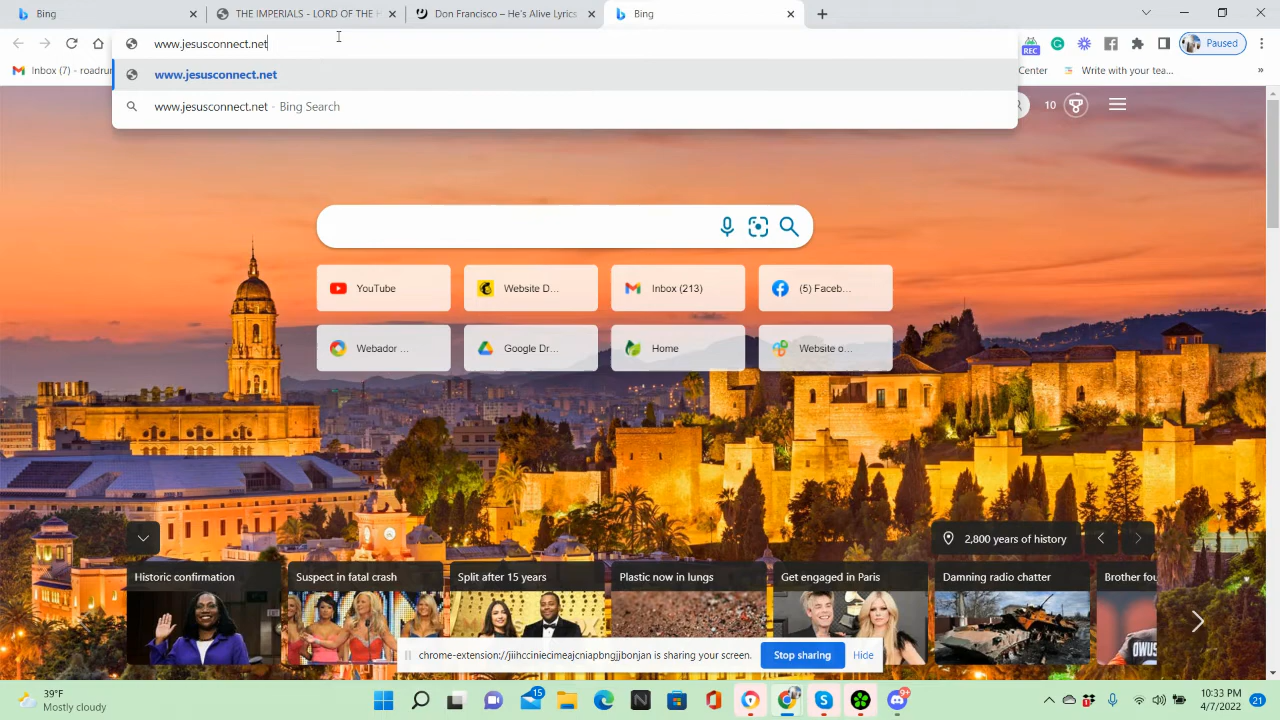 Bing
THE IMPERIALS - LORD OF THE H
Don Francisco – He's Alive Lyrics
Bing
www.jesusconnect.net
REC
Paused
Inbox (7) - roadrun
www.jesusconnect.net
Center
Write with your tea...
»
www.jesusconnect.net - Bing Search
10
YouTube
Website D...
Inbox (213)
(5) Faceb...
Webador ...
Google Dr...
Home
Website o...
2,800 years of history
Historic confirmation
Suspect in fatal crash
Split after 15 years
Plastic now in lungs
Get engaged in Paris
Damning radio chatter
Brother fou
chrome-extension://jiihcciniecimeajcniapbngjjbonjan is sharing your screen.
Stop sharing
Hide
39°F
Mostly cloudy
15
N
S
1
9+
10:33 PM
4/7/2022
21